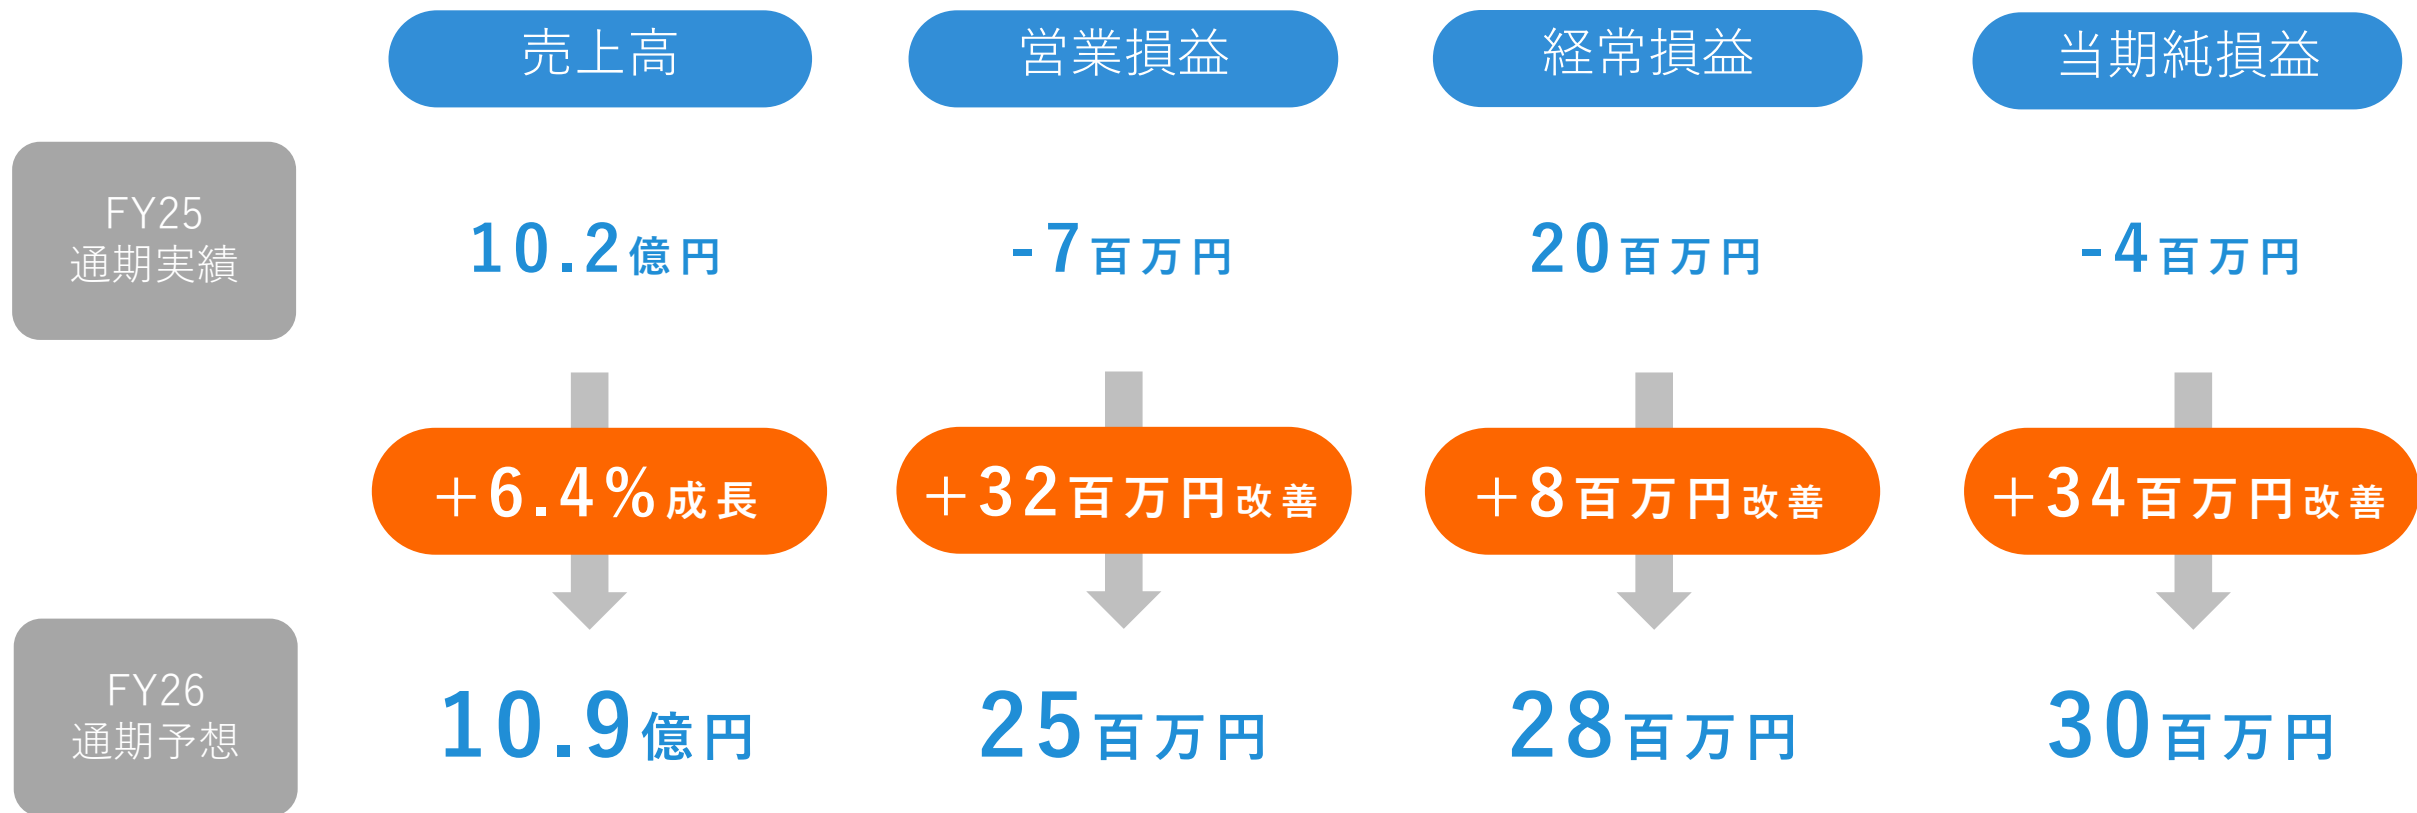 売上高
営業損益
経常損益
当期純損益
FY25
通期実績
10.2億円
-7百万円
20百万円
-4百万円
＋6.4%成長
＋32百万円改善
＋8百万円改善
＋34百万円改善
FY26
通期予想
10.9億円
25百万円
28百万円
30百万円